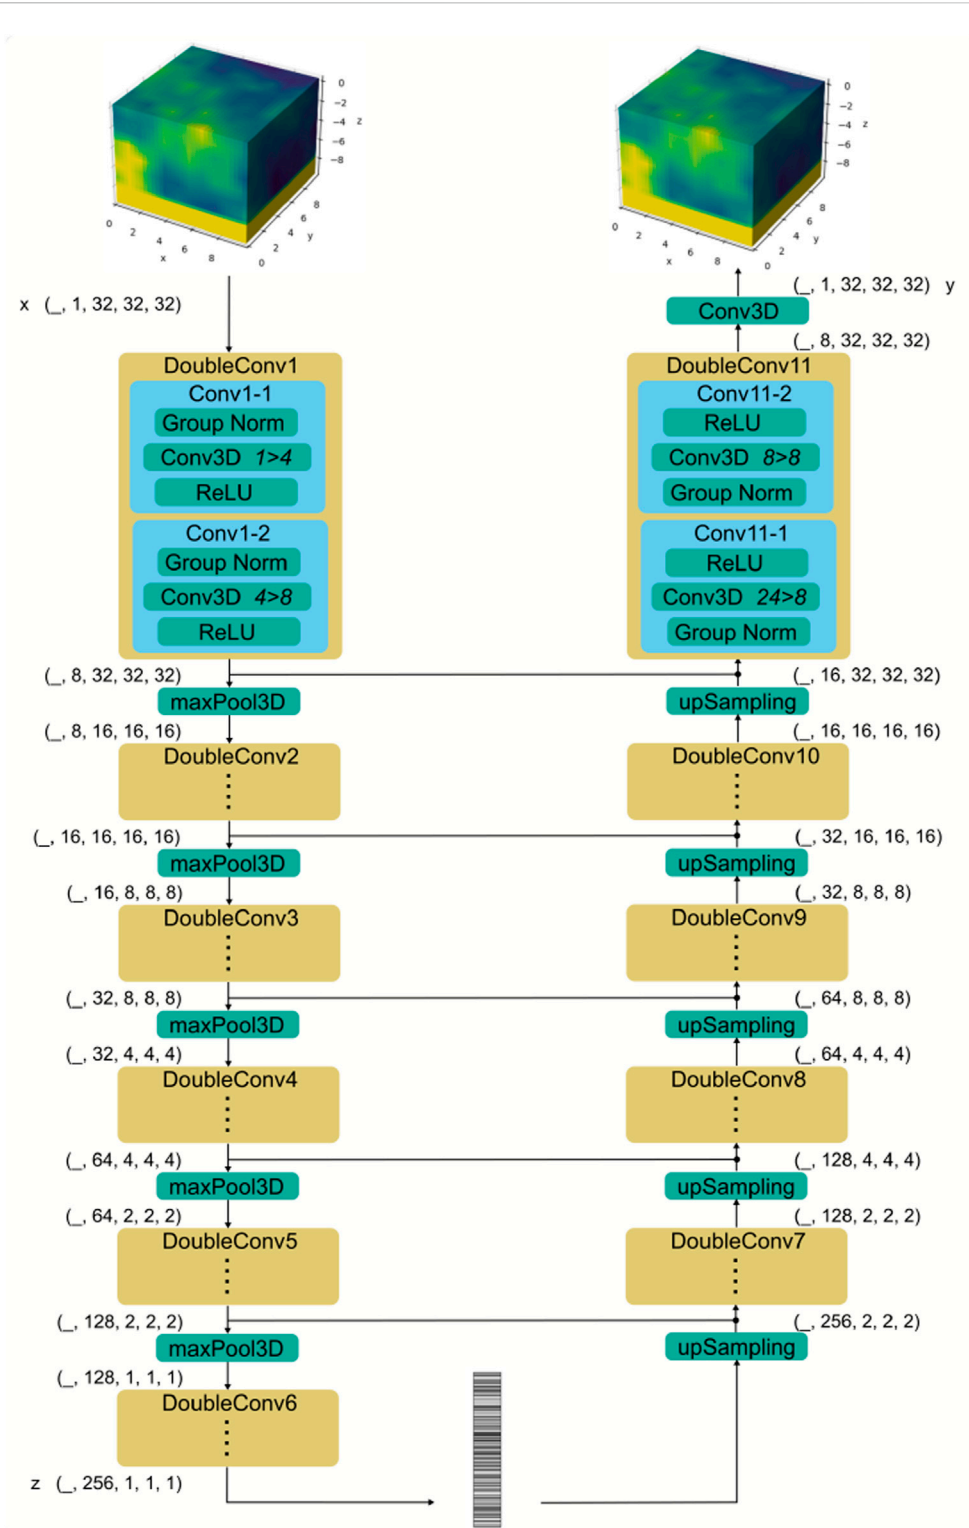 0
−2
−4
z
−6
−8
0
2
4
6
8
x
0
2
4
6
8
y
0
−2
−4
z
−6
−8
0
2
4
6
8
x
0
2
4
6
8
y
x (_, 1, 32, 32, 32)
DoubleConv1
Conv1-1
Group Norm
Conv3D 1>4
ReLU
Conv1-2
Group Norm
Conv3D 4>8
ReLU
(_, 8, 32, 32, 32)
maxPool3D
(_, 8, 16, 16, 16)
DoubleConv2
(_, 16, 16, 16, 16)
maxPool3D
(_, 16, 8, 8, 8)
DoubleConv3
(_, 32, 8, 8, 8)
maxPool3D
(_, 32, 4, 4, 4)
DoubleConv4
(_, 64, 4, 4, 4)
maxPool3D
(_, 64, 2, 2, 2)
DoubleConv5
(_, 128, 2, 2, 2)
maxPool3D
(_, 128, 1, 1, 1)
DoubleConv6
z (_, 256, 1, 1, 1)
(_, 1, 32, 32, 32) y
Conv3D
(_, 8, 32, 32, 32)
DoubleConv11
Conv11-2
ReLU
Conv3D 8>8
Group Norm
Conv11-1
ReLU
Conv3D 24>8
Group Norm
(_, 16, 32, 32, 32)
upSampling
(_, 16, 16, 16, 16)
DoubleConv10
(_, 32, 16, 16, 16)
upSampling
(_, 32, 8, 8, 8)
DoubleConv9
(_, 64, 8, 8, 8)
upSampling
(_, 64, 4, 4, 4)
DoubleConv8
(_, 128, 4, 4, 4)
upSampling
(_, 128, 2, 2, 2)
DoubleConv7
(_, 256, 2, 2, 2)
upSampling